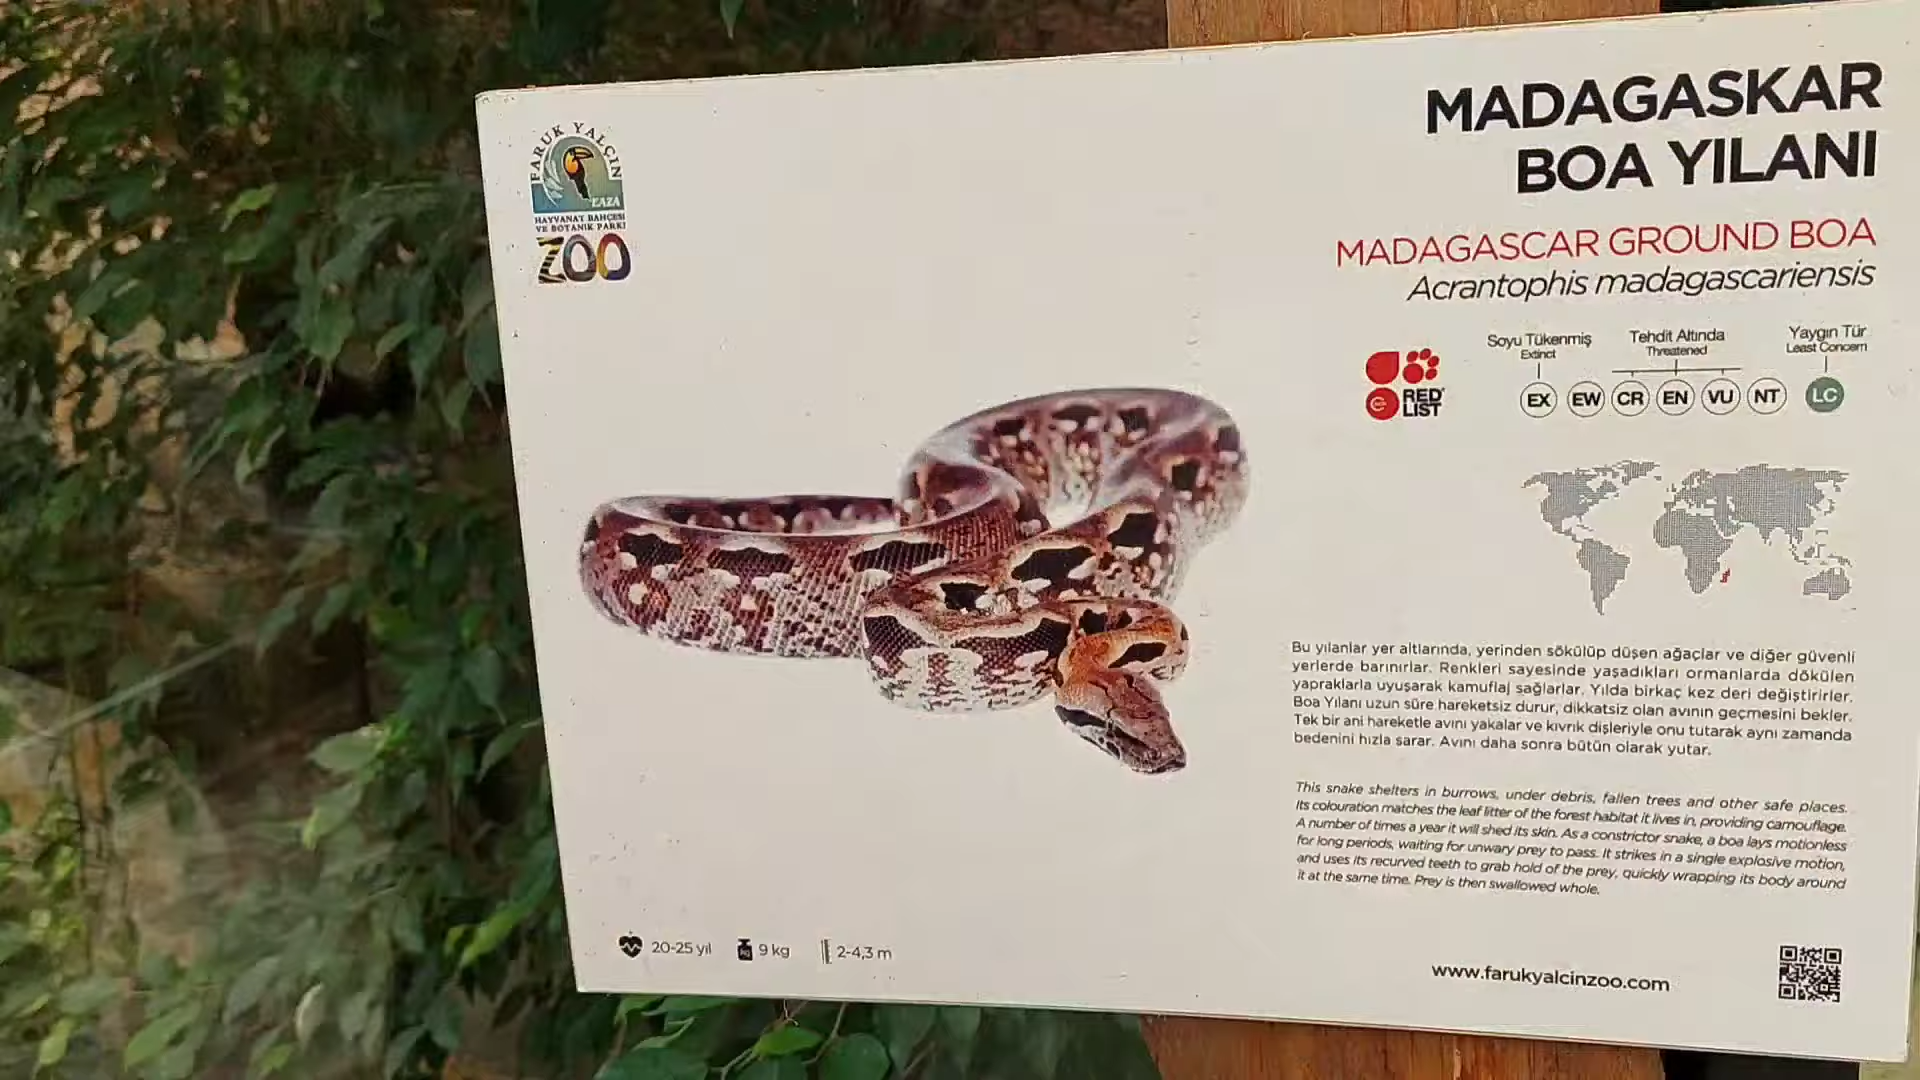 FARUK YALÇIN
EAZA
HAYVANAT BAHÇESİ
VE BOTANİK PARKI
ZOO
MADAGASKAR
BOA YILANI
MADAGASCAR GROUND BOA
Acrantophis madagascariensis
RED
LIST
Soyu Tükenmiş
Extinct
Tehdit Altında
Threatened
Yaygın Tür
Least Concern
EX EW CR EN VU NT LC
Bu yılanlar yer altlarında, yerinden sökülüp düşen ağaçlar ve diğer güvenli
yerlerde barınırlar. Renkleri sayesinde yaşadıkları ormanlarda dökülen
yapraklarla uyuşarak kamuflaj sağlarlar. Yılda birkaç kez deri değiştirirler.
Boa Yılanı uzun süre hareketsiz durur, dikkatsiz olan avının geçmesini bekler.
Tek bir ani hareketle avını yakalar ve kıvrık dişleriyle onu tutarak aynı zamanda
bedenini hızla sarar. Avını daha sonra bütün olarak yutar.
This snake shelters in burrows, under debris, fallen trees and other safe places.
Its colouration matches the leaf litter of the forest habitat it lives in, providing camouflage.
A number of times a year it will shed its skin. As a constrictor snake, a boa lays motionless
for long periods, waiting for unwary prey to pass. It strikes in a single explosive motion,
and uses its recurved teeth to grab hold of the prey, quickly wrapping its body around
it at the same time. Prey is then swallowed whole.
20-25 yıl 9 kg 2-4,3 m
www.farukyalcinzoo.com